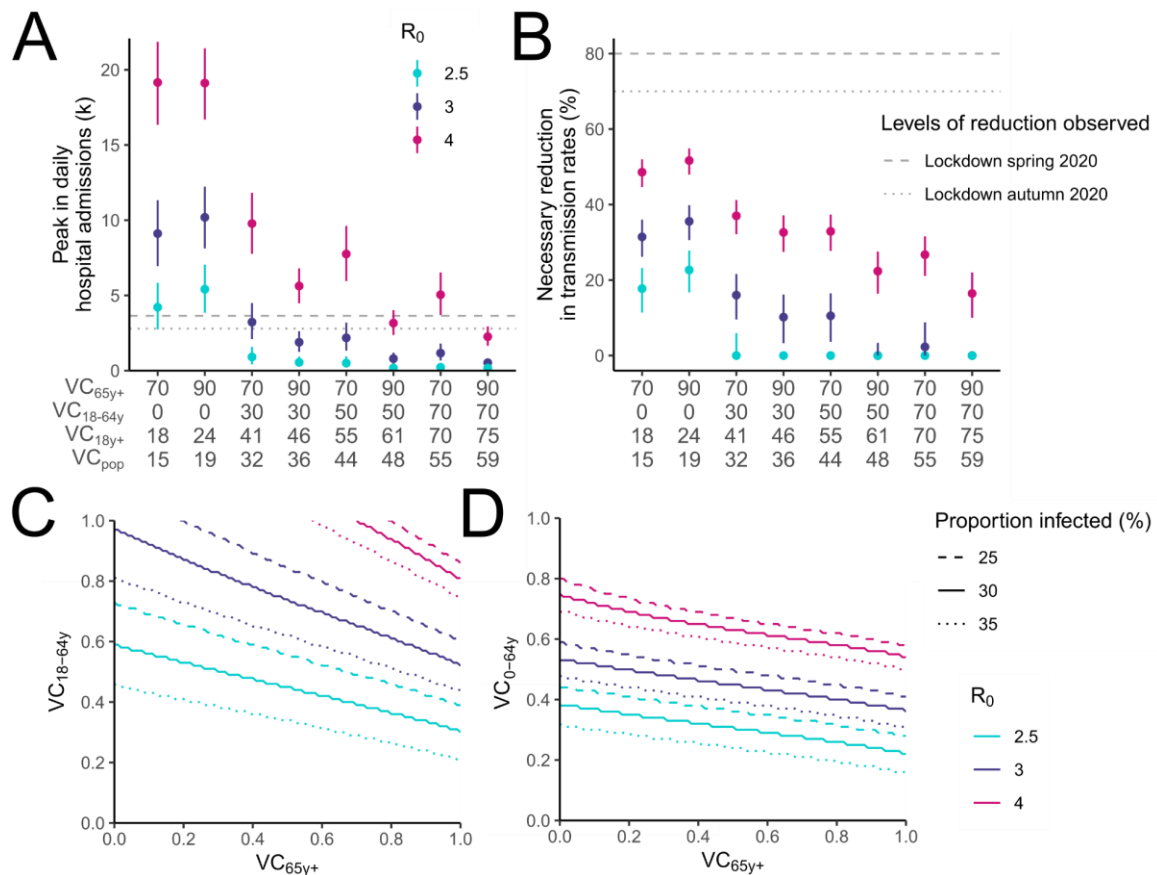 A
R0
2.5
3
4
Peak in daily
hospital admissions (k)
20
15
10
5
0
VC65y+ 70 90 70 90 70 90 70 90
VC18-64y 0 0 30 30 50 50 70 70
VC18y+ 18 24 41 46 55 61 70 75
VCpop 15 19 32 36 44 48 55 59
B
Necessary reduction
in transmission rates (%)
80
60
40
20
0
Levels of reduction observed
Lockdown spring 2020
Lockdown autumn 2020
70 90 70 90 70 90 70 90
0 0 30 30 50 50 70 70
18 24 41 46 55 61 70 75
15 19 32 36 44 48 55 59
C
VC18−64y
1.0
0.8
0.6
0.4
0.2
0.0
0.0 0.2 0.4 0.6 0.8 1.0
VC65y+
D
VC0−64y
1.0
0.8
0.6
0.4
0.2
0.0
0.0 0.2 0.4 0.6 0.8 1.0
VC65y+
Proportion infected (%)
25
30
35
R0
2.5
3
4